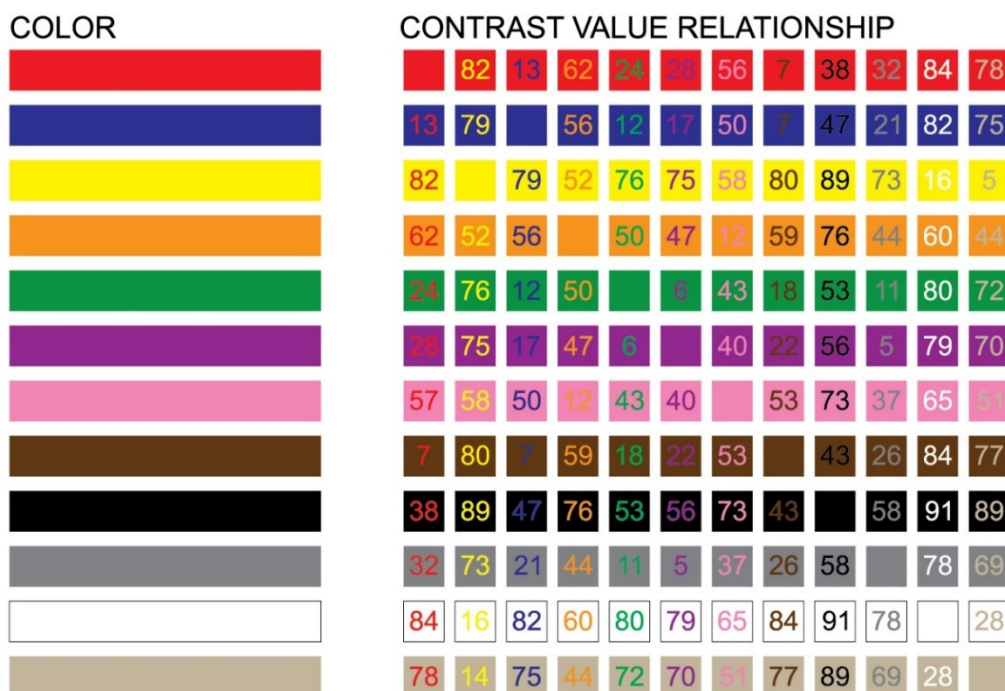 COLOR CONTRAST VALUE RELATIONSHIP
82 13 62 24 28 56 7 38 32 84 78
13 79 56 12 17 50 7 47 21 82 75
82 79 52 76 75 58 80 89 73 16 5
62 52 56 50 47 12 59 76 44 60 44
24 76 12 50 6 43 18 53 11 80 72
28 75 17 47 6 40 22 56 5 79 70
57 58 50 12 43 40 53 73 37 65 51
7 80 7 59 18 22 53 43 26 84 77
38 89 47 76 53 56 73 43 58 91 89
32 73 21 44 11 5 37 26 58 78 69
84 16 82 60 80 79 65 84 91 78 28
78 14 75 44 72 70 51 77 89 69 28